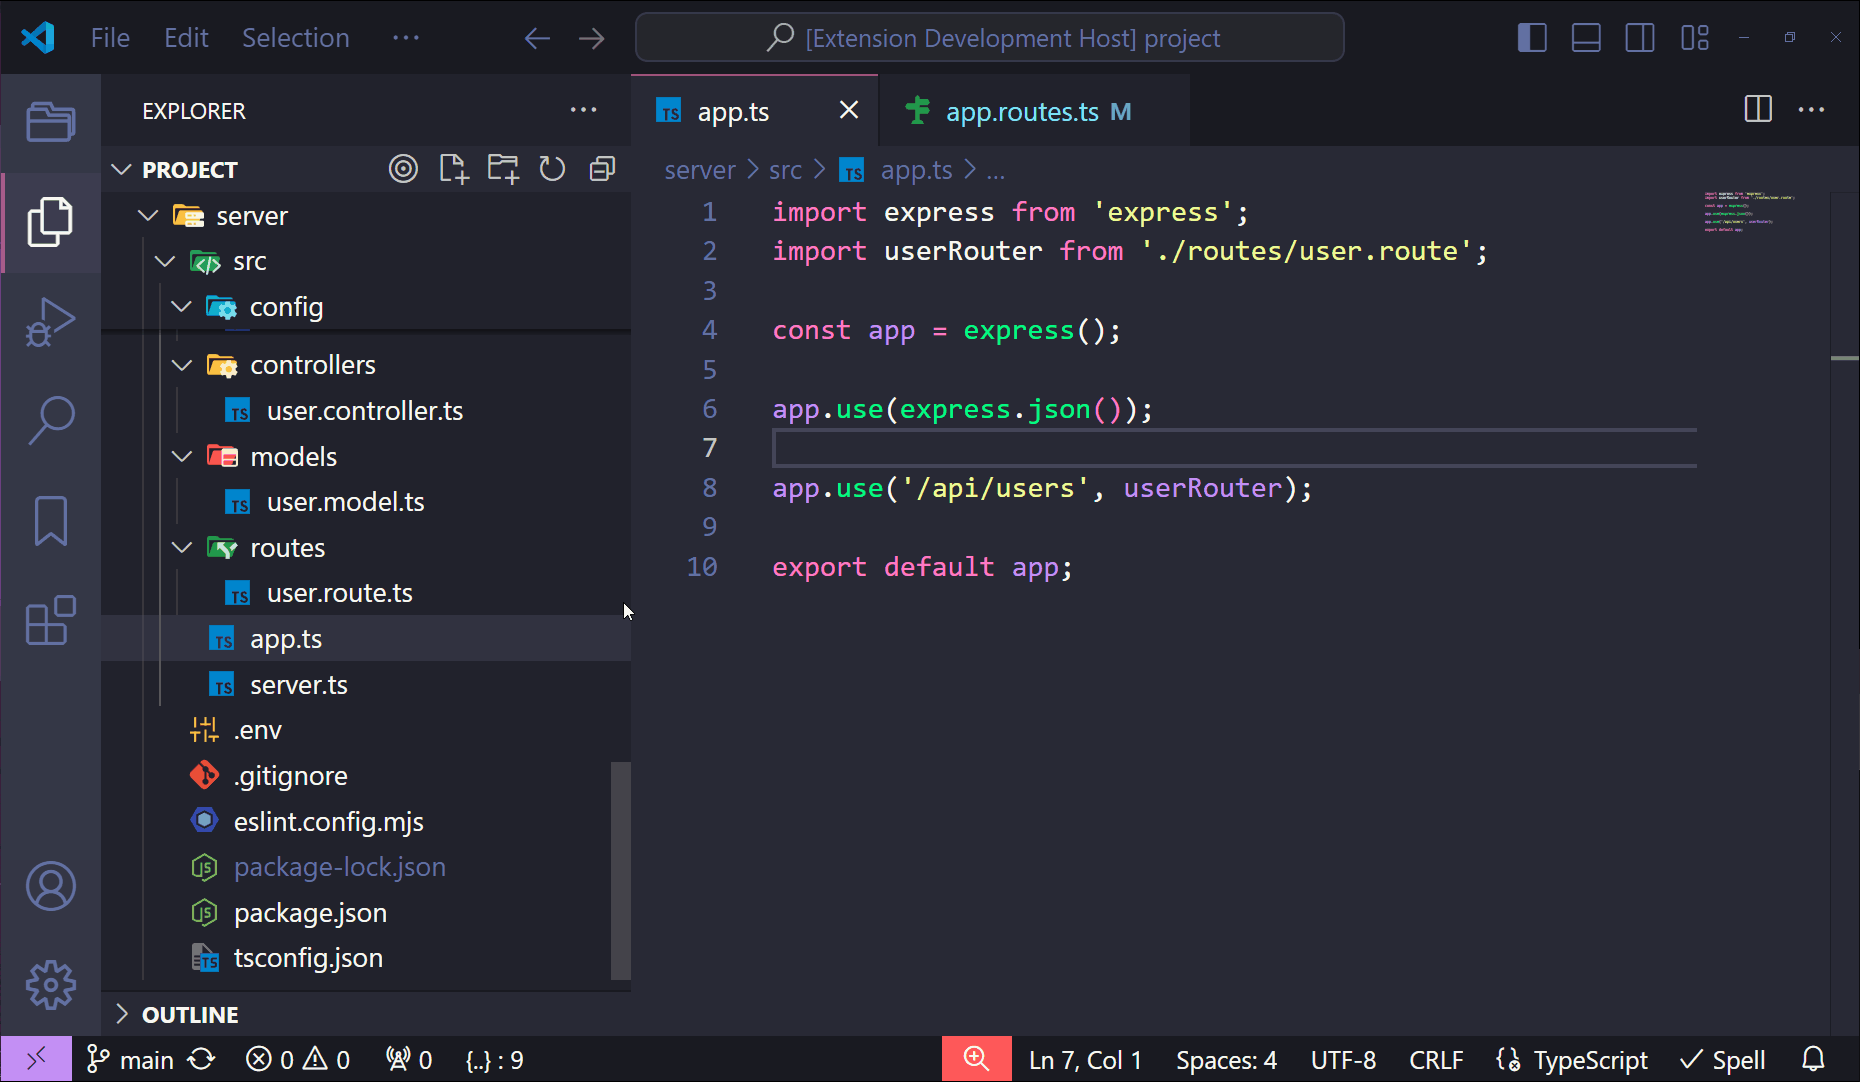 File Edit Selection ··· [Extension Development Host] project
EXPLORER ···
app.ts
app.routes.ts M
PROJECT
server > src > app.ts > ...
server
src
config
controllers
user.controller.ts
models
user.model.ts
routes
user.route.ts
app.ts
server.ts
.env
.gitignore
eslint.config.mjs
package-lock.json
package.json
tsconfig.json
OUTLINE
1 import express from 'express';
2 import userRouter from './routes/user.route';
3
4 const app = express();
5
6 app.use(express.json());
7
8 app.use('/api/users', userRouter);
9
10 export default app;
main 0 0 0 {..} : 9 Ln 7, Col 1 Spaces: 4 UTF-8 CRLF TypeScript Spell